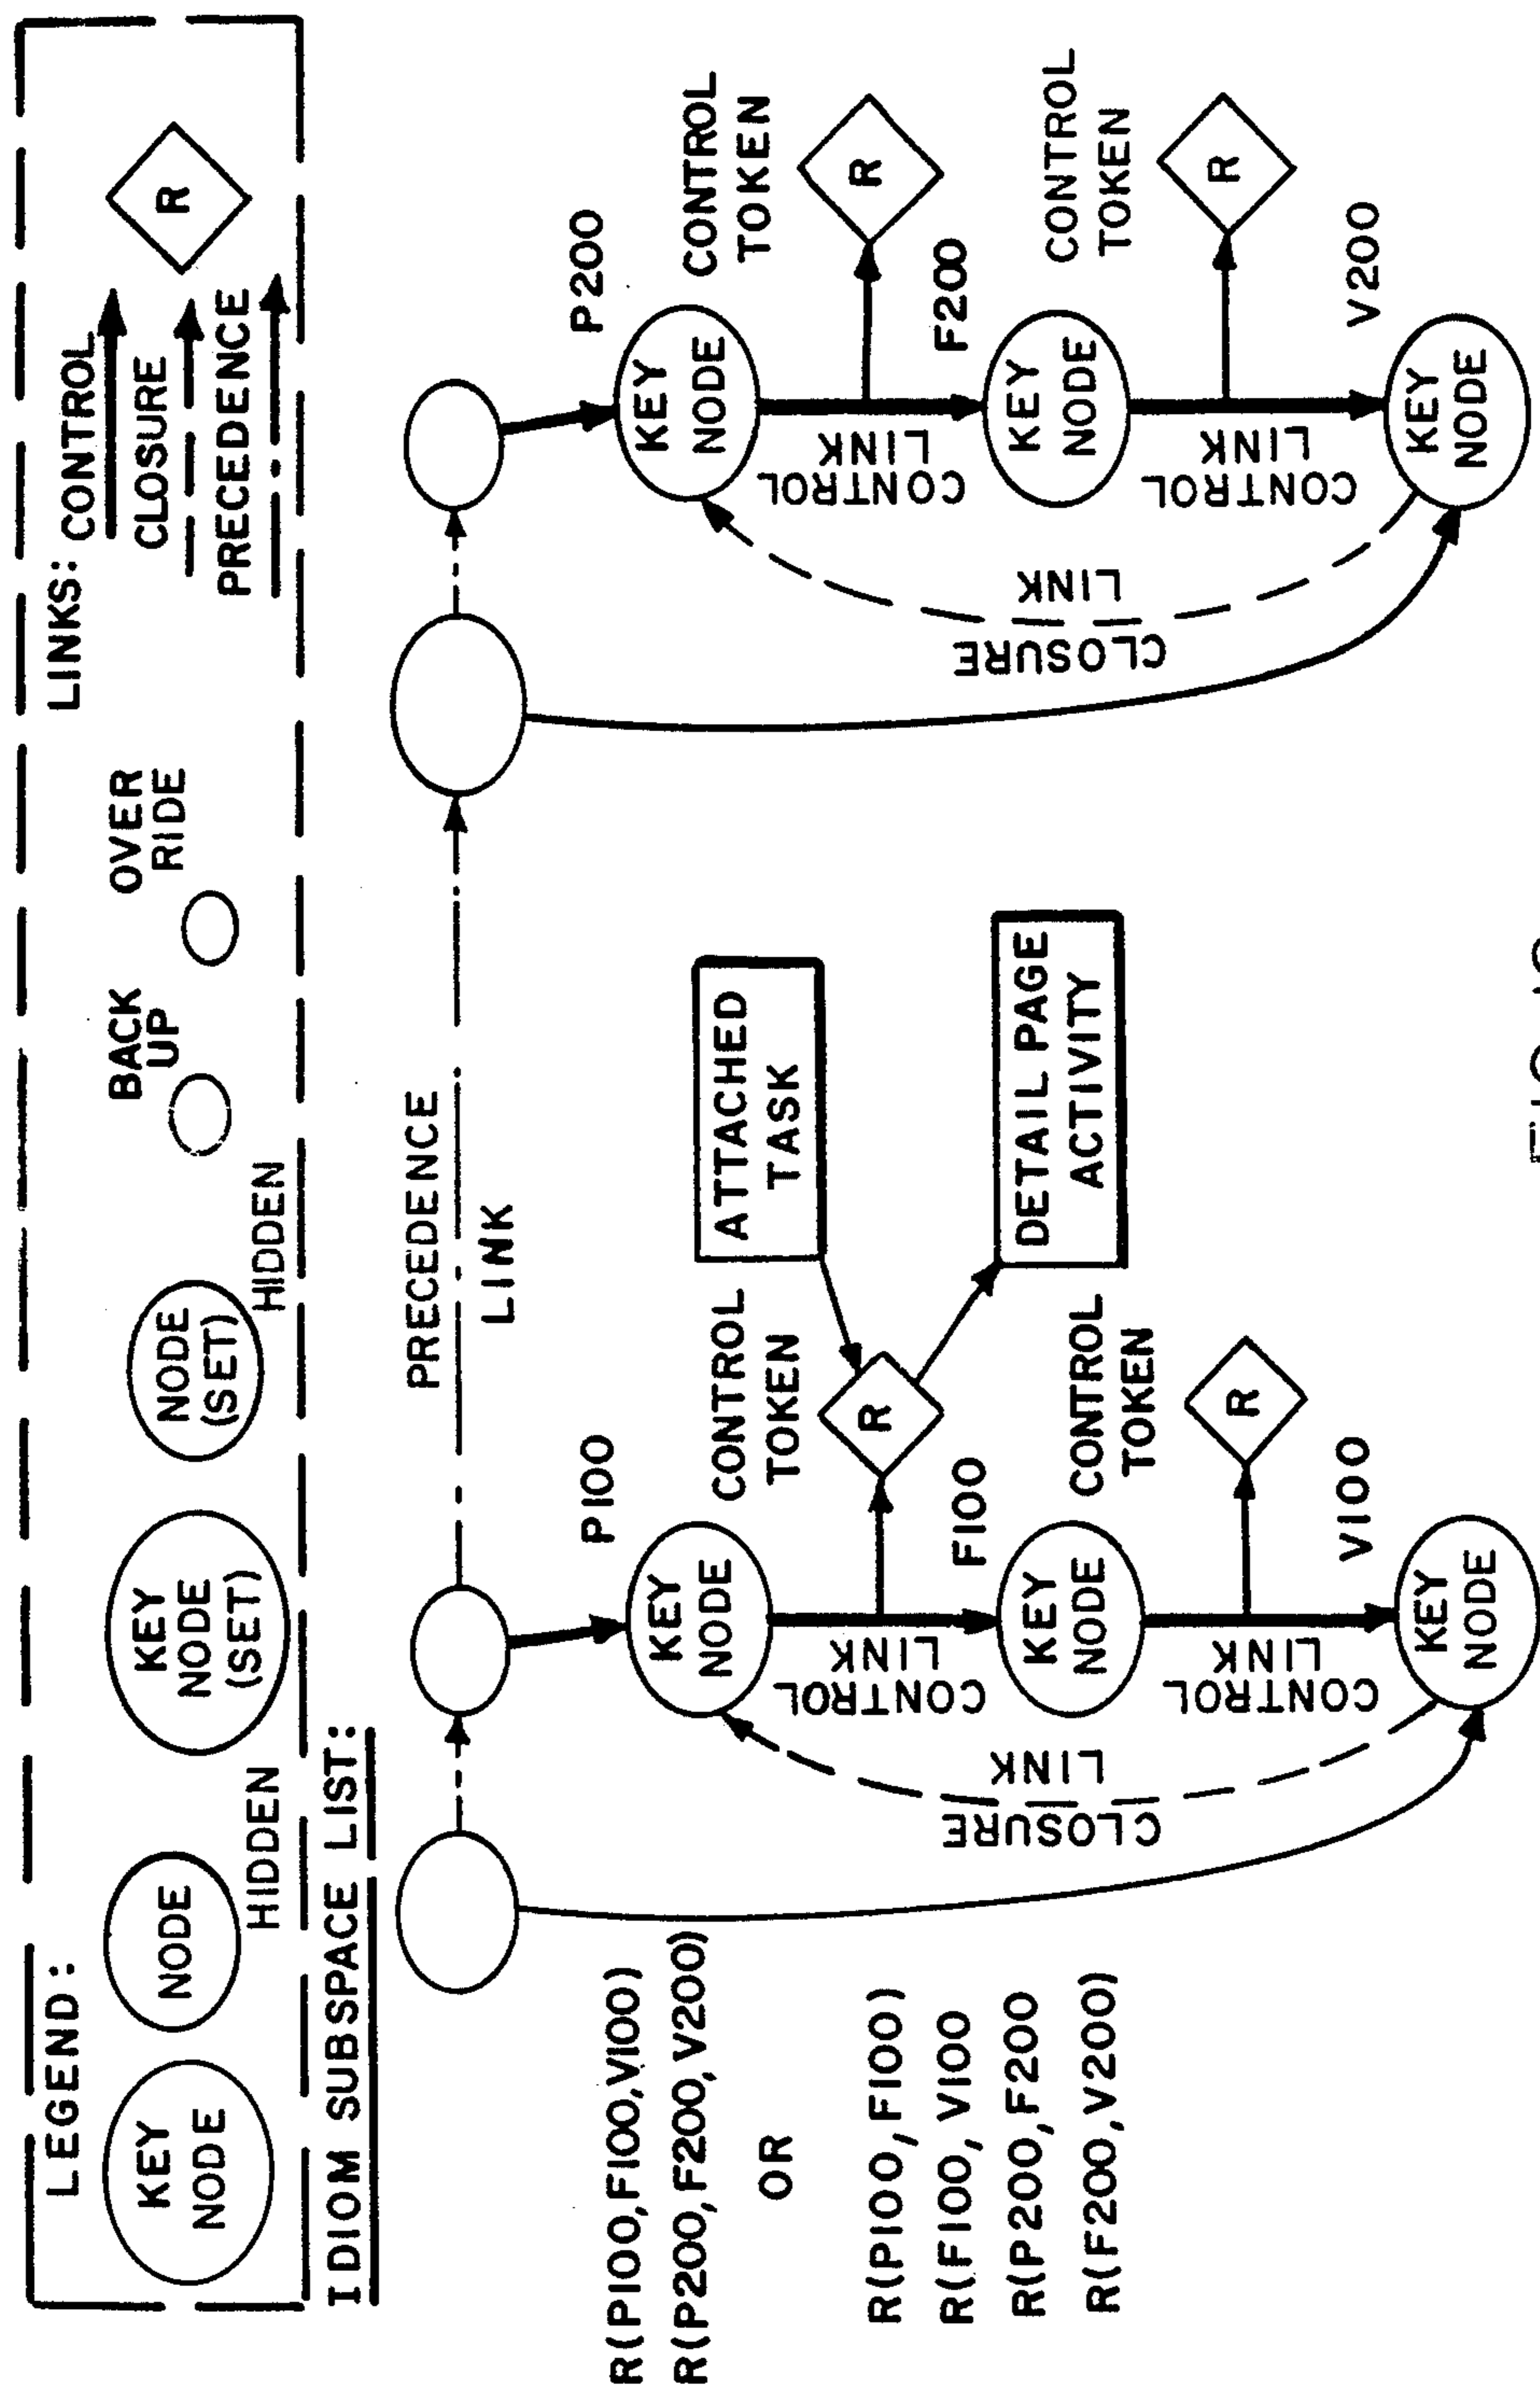 LEGEND:
KEY
NODE
NODE
HIDDEN
KEY
NODE
(SET)
NODE
(SET)
HIDDEN
BACK
UP
OVER
RIDE
LINKS:
CONTROL
CLOSURE
PRECEDENCE
R
IDIOM SUBSPACE LIST:
R(P100,F100,V100)
R(P200,F200,V200)
OR
R(P100,F100)
R(F100,V100
R(P200,F200
R(F200,V200)
PRECEDENCE
LINK
P100
KEY
NODE
CONTROL
LINK
CONTROL
TOKEN
R
ATTACHED
TASK
DETAIL PAGE
ACTIVITY
F100
KEY
NODE
CONTROL
LINK
CONTROL
TOKEN
R
V100
KEY
NODE
CLOSURE
LINK
P200
KEY
NODE
CONTROL
LINK
CONTROL
TOKEN
R
F200
KEY
NODE
CONTROL
LINK
CONTROL
TOKEN
R
V200
KEY
NODE
CLOSURE
LINK